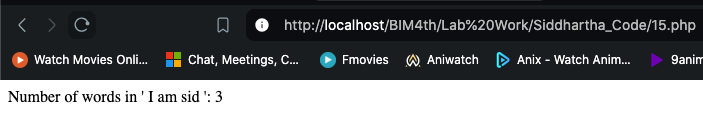 http://localhost/BIM4th/Lab%20Work/Siddhartha_Code/15.php
Watch Movies Onli... Chat, Meetings, C... Fmovies Aniwatch Anix - Watch Anim... 9anim
Number of words in ' I am sid ': 3